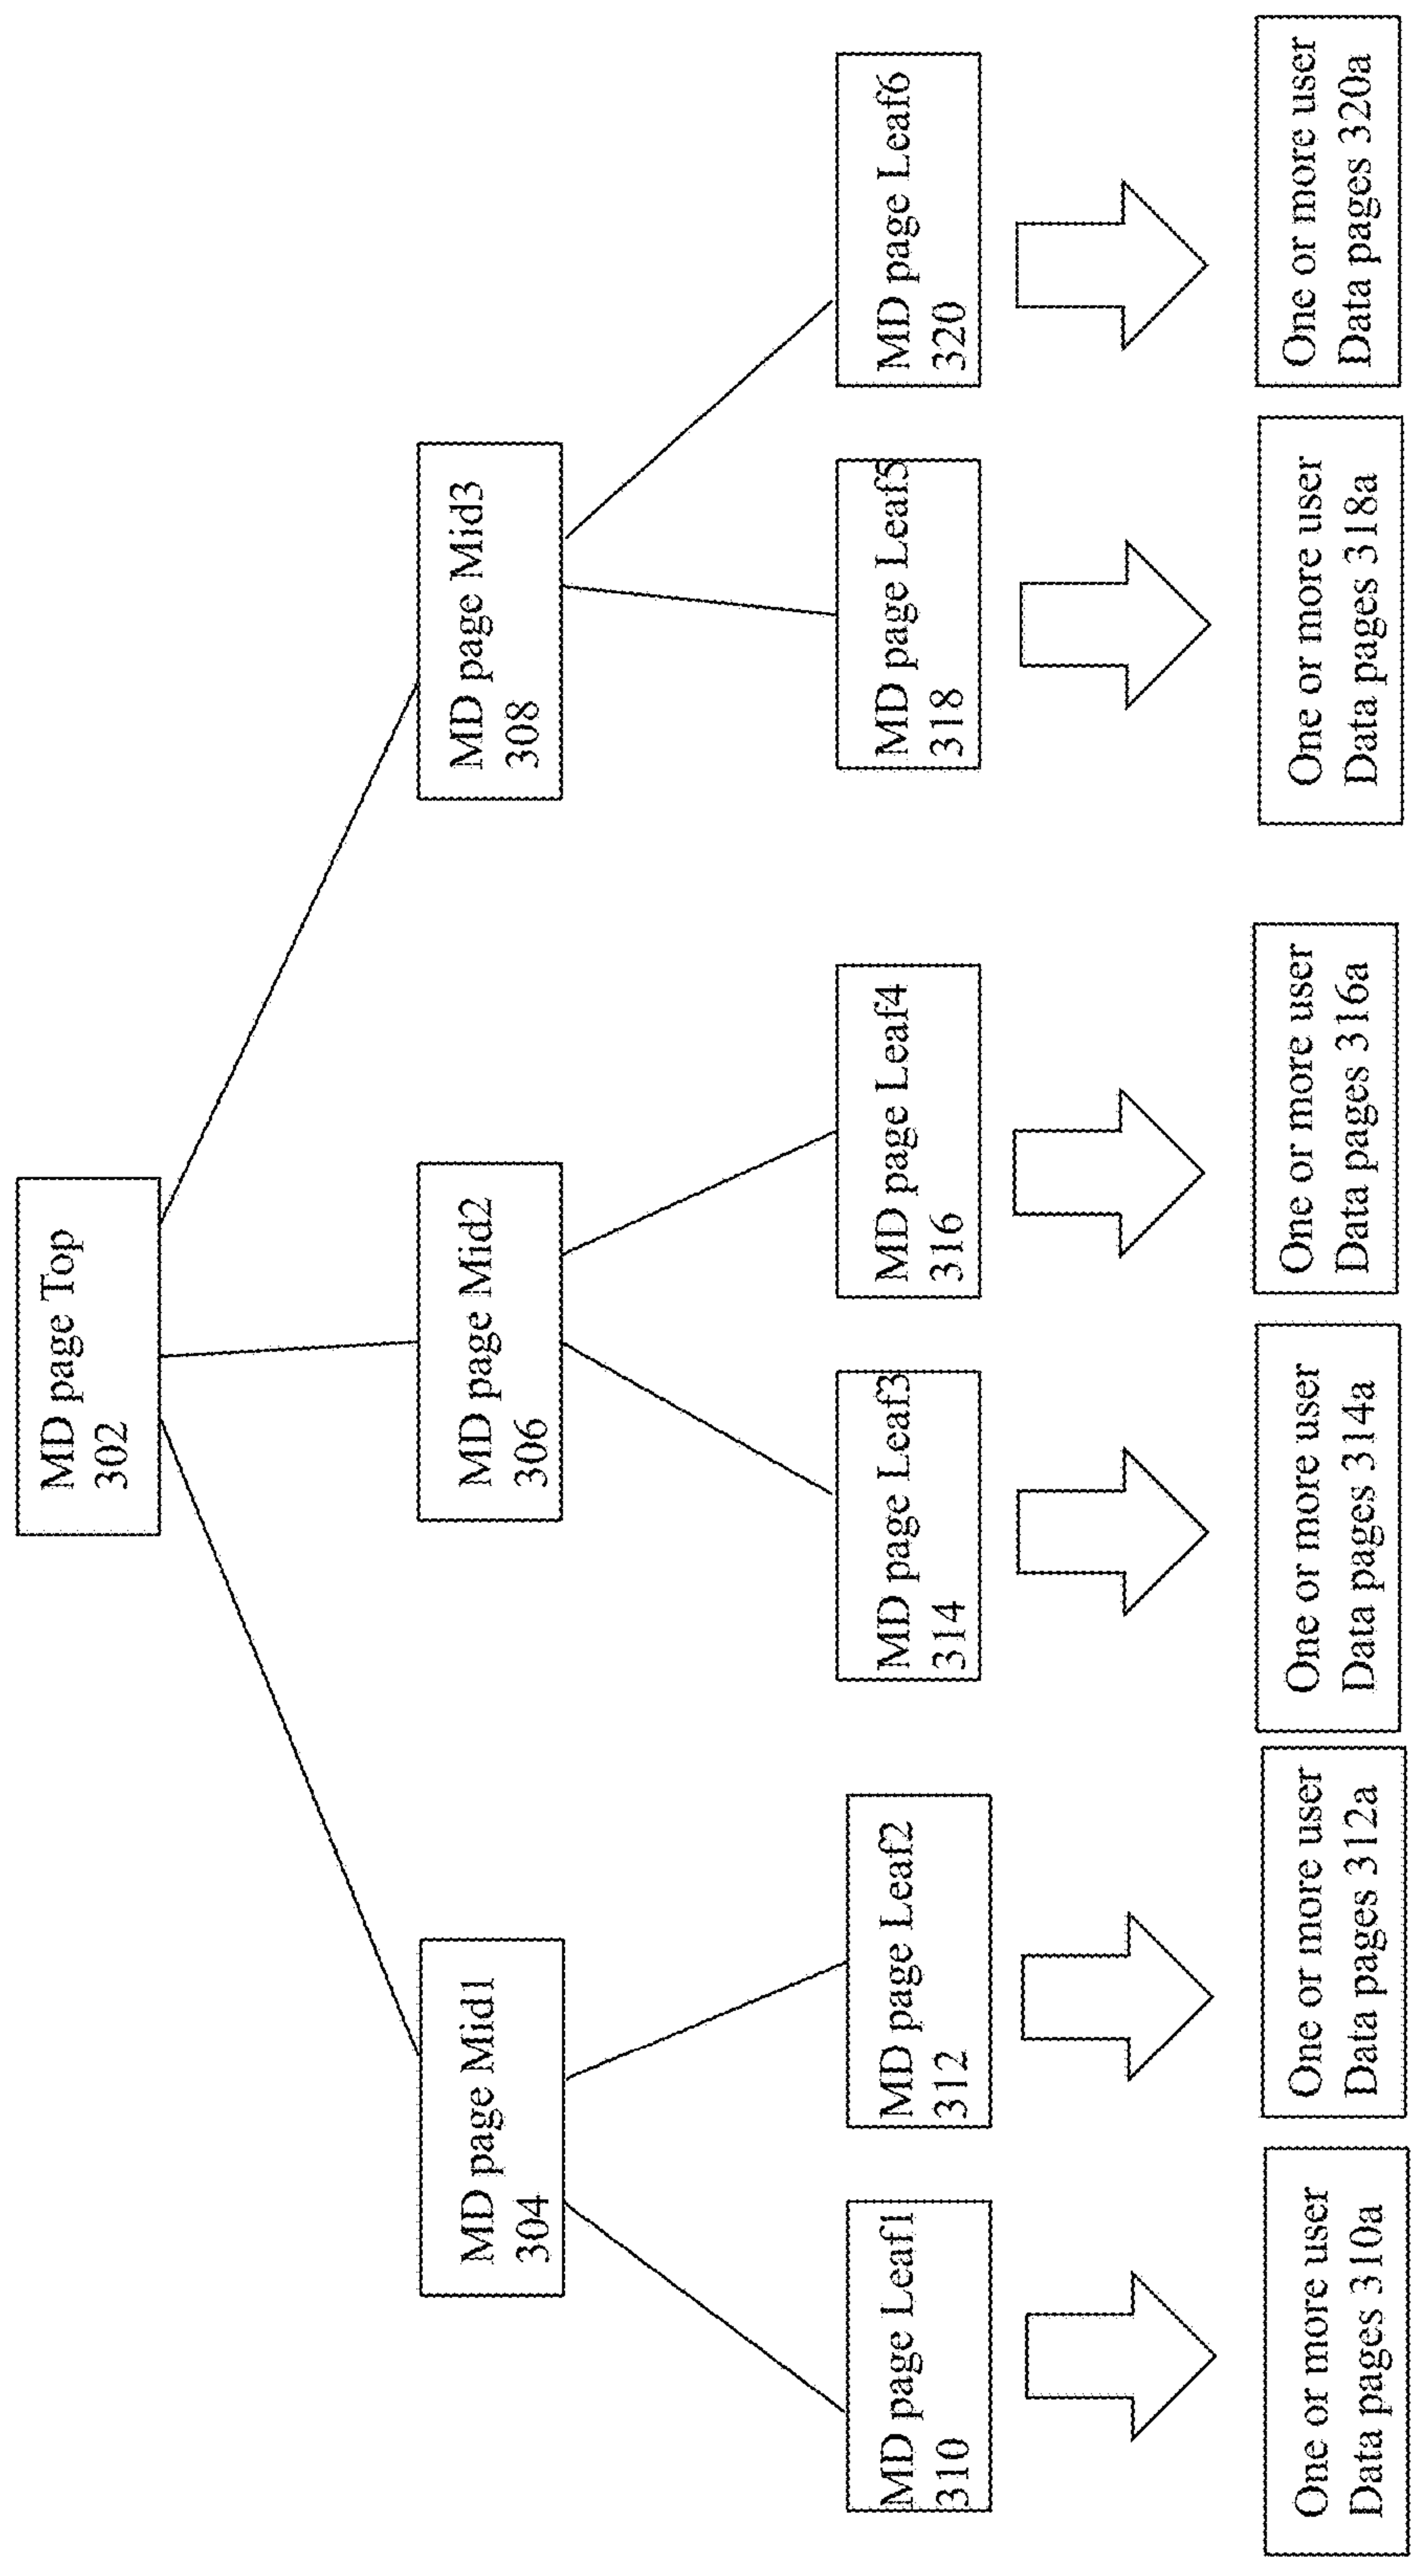 MD page Top
302
MD page Mid1
304
MD page Mid2
306
MD page Mid3
308
MD page Leaf1
310
MD page Leaf2
312
MD page Leaf3
314
MD page Leaf4
316
MD page Leaf5
318
MD page Leaf6
320
One or more user
Data pages 310a
One or more user
Data pages 312a
One or more user
Data pages 314a
One or more user
Data pages 316a
One or more user
Data pages 318a
One or more user
Data pages 320a